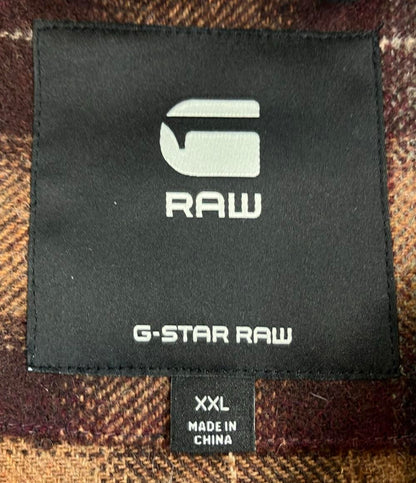 G
RAW
G-STAR RAW
XXL
MADE IN
CHINA